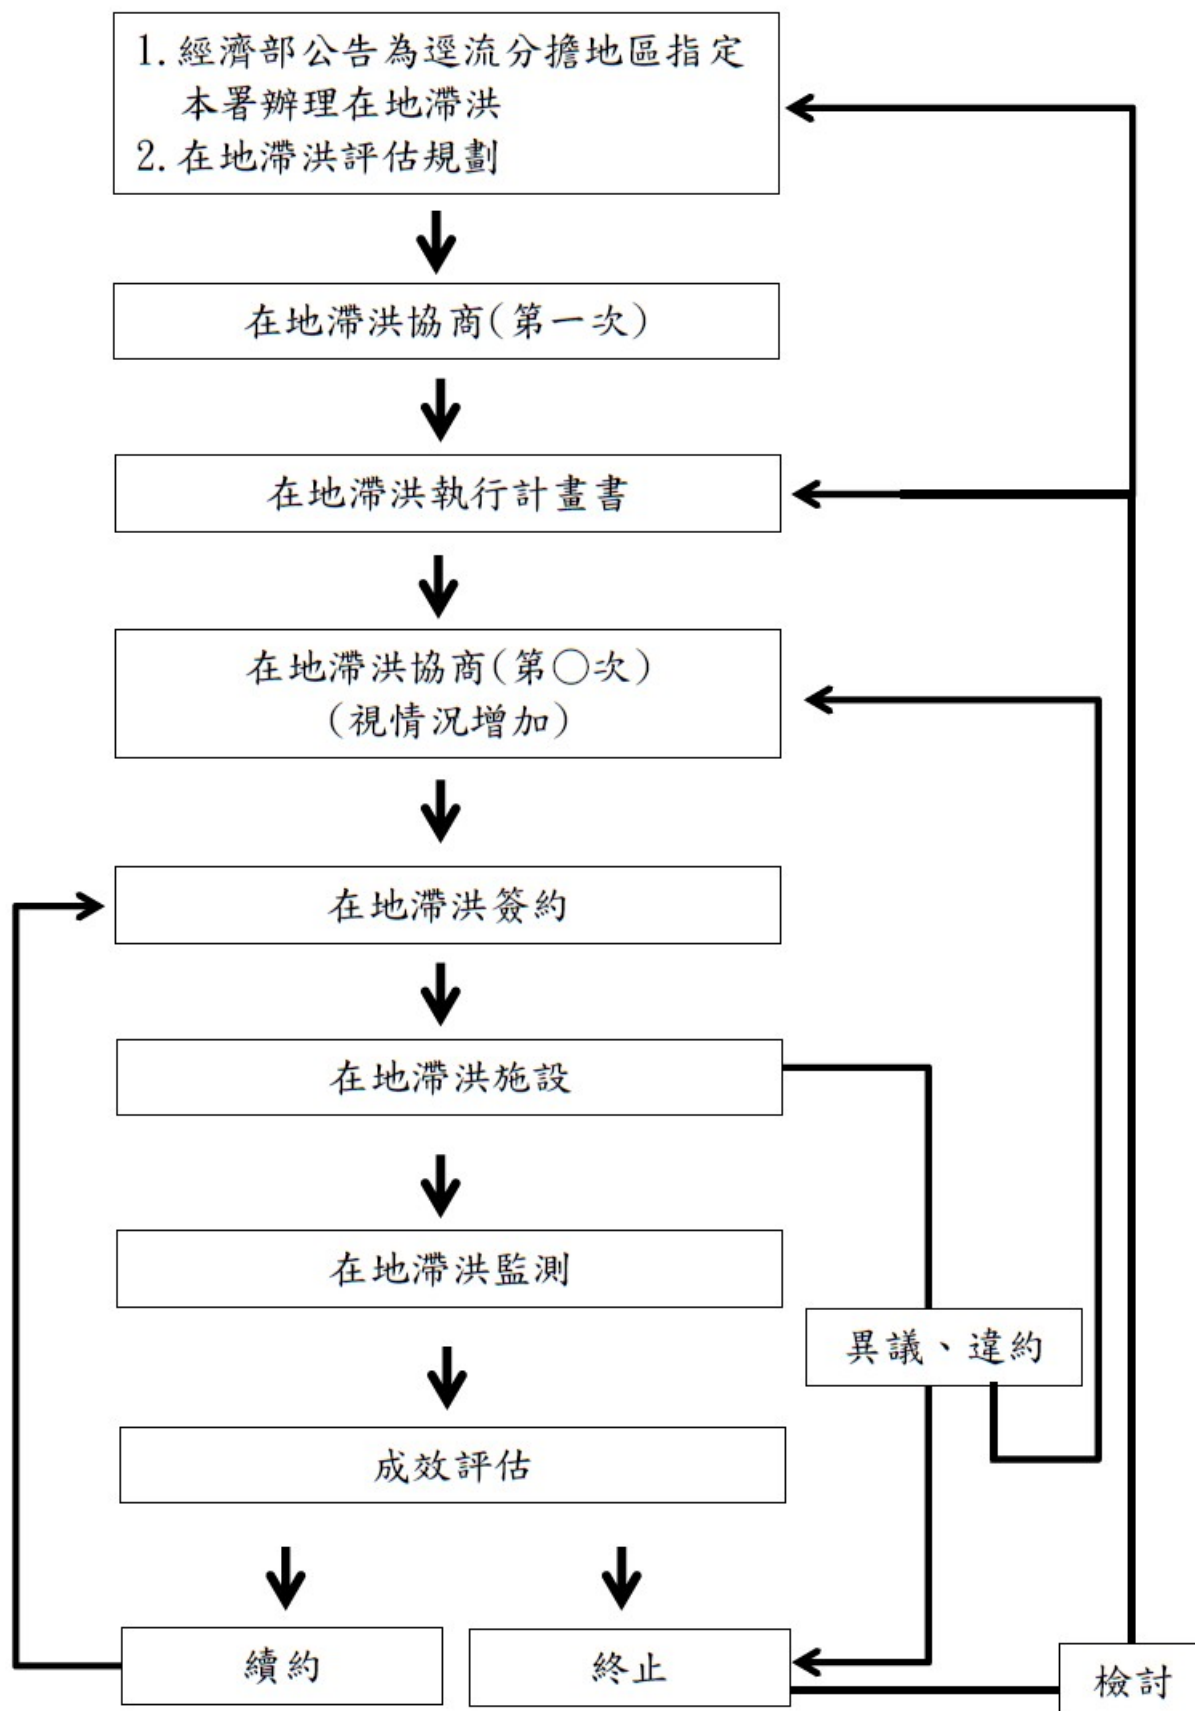 1.經濟部公告為逕流分擔地區指定
本署辦理在地滯洪
2.在地滯洪評估規劃
在地滯洪協商(第一次)
在地滯洪執行計畫書
在地滯洪協商(第○次)
(視情況增加)
在地滯洪簽約
在地滯洪施設
在地滯洪監測
異議、違約
成效評估
續約
終止
檢討